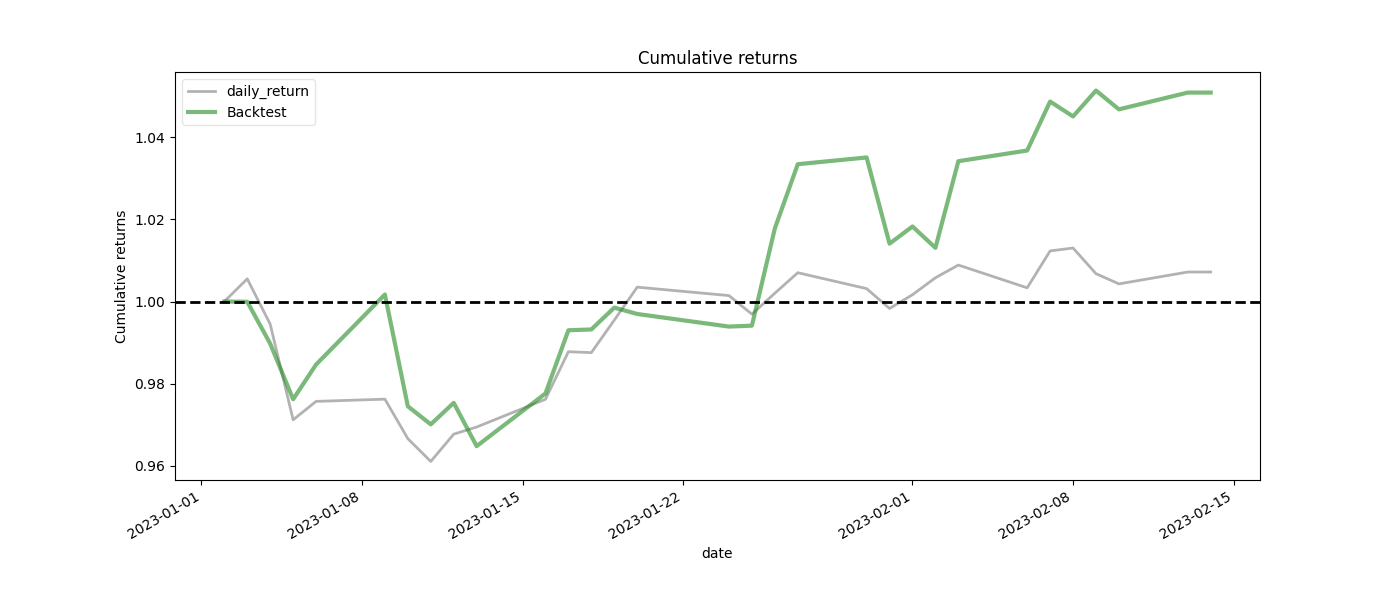 Cumulative returns
daily_return
Backtest
1.04
1.02
1.00
0.98
0.96
Cumulative returns
2023-01-01
2023-01-08
2023-01-15
2023-01-22
2023-02-01
2023-02-08
2023-02-15
date